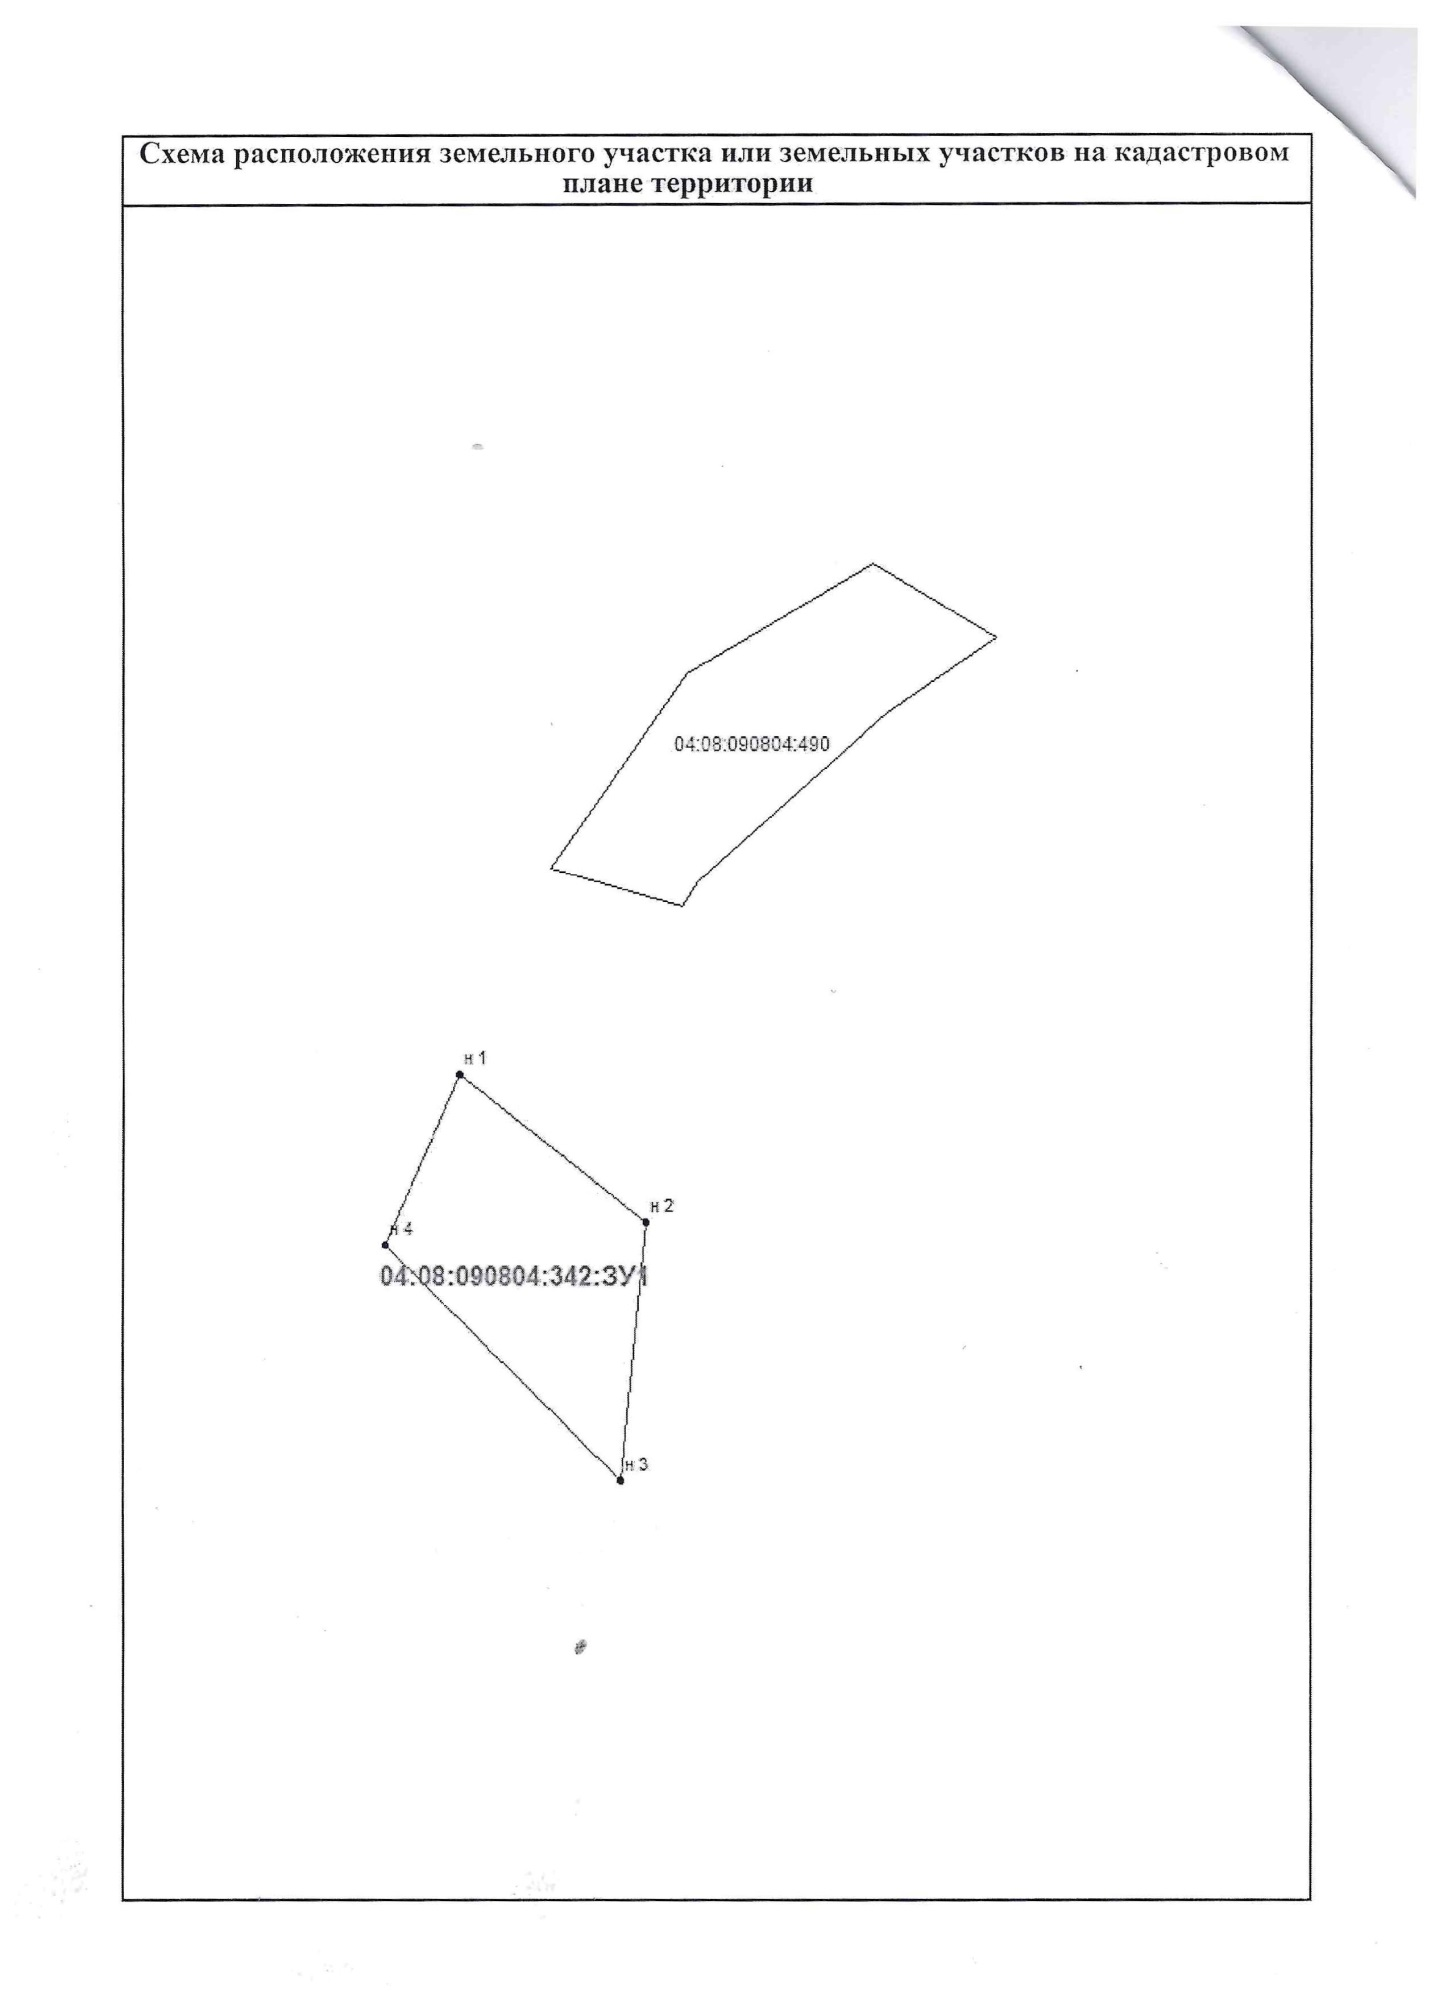 Схема расположения земельного участка или земельных участков на кадастровом
плане территории
04:08:090804:490
н 1
н 2
н 4
04:08:090804:342:ЗУ1
н 3